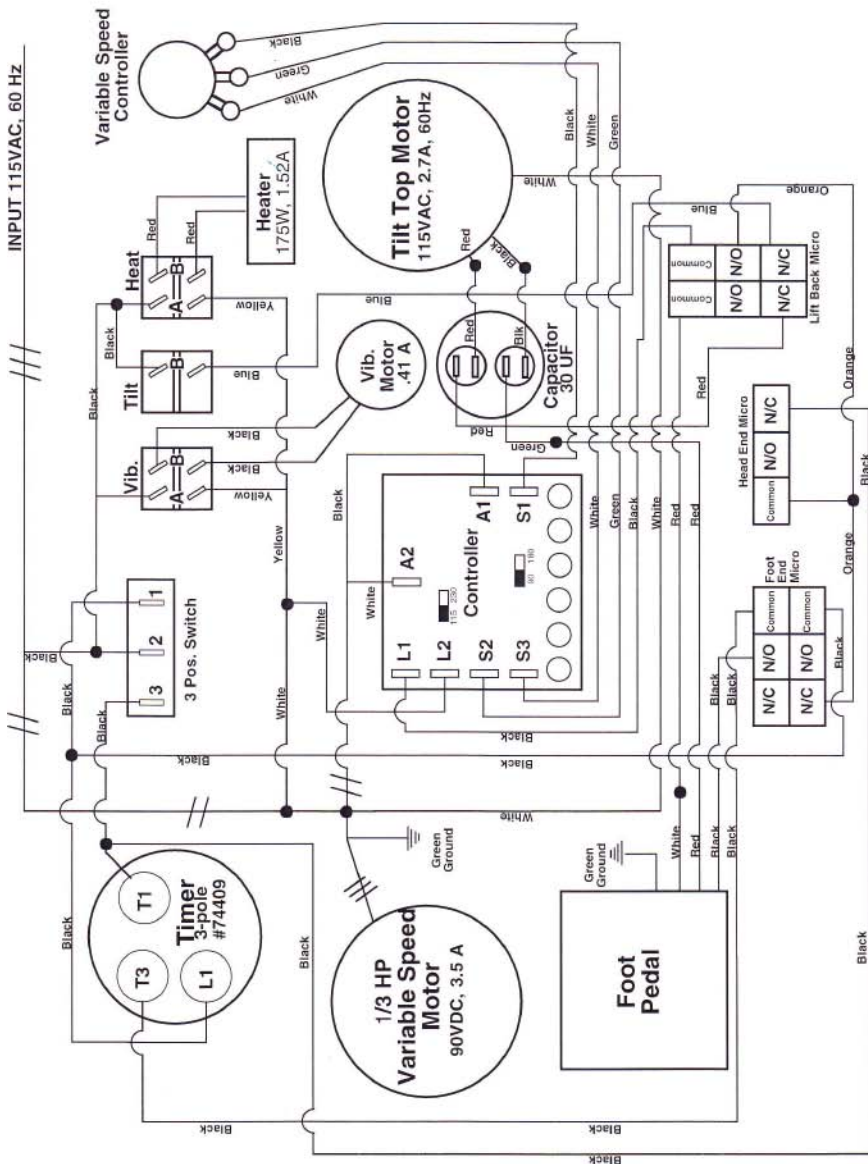 INPUT 115VAC, 60 Hz
Variable Speed
Controller
Black
Green
White
Heat
Red
Red
A
B
Heater
175W, 1.52A
Tilt
B
Vib.
A
B
Black
Blue
Yellow
Black
Black
Yellow
Vib.
Motor
.41 A
Tilt Top Motor
115VAC, 2.7A, 60Hz
White
Red
Black
Red
Blk
Capacitor
30 UF
Red
Green
Blue
Black
White
Green
Blue
Orange
Common
N/O
N/C
Common
N/O
N/C
Lift Back Micro
Red
1
2
3
3 Pos. Switch
Black
Black
Black
Yellow
White
White
Black
White
A2
A1
S1
L1
L2
S2
S3
Controller
115 230
90 180
White
Green
Black
White
Red
Red
Black
Black
Head End Micro
Common
N/O
N/C
Orange
Black
Orange
Foot
End
Micro
N/C
N/O
Common
N/C
N/O
Common
Black
Black
Black
White
Green
Ground
Timer
3-pole
#74409
T1
T3
L1
Black
Black
1/3 HP
Variable Speed
Motor
90VDC, 3.5 A
Foot
Pedal
Green
Ground
White
Red
Black
Black
Black
Black
Black